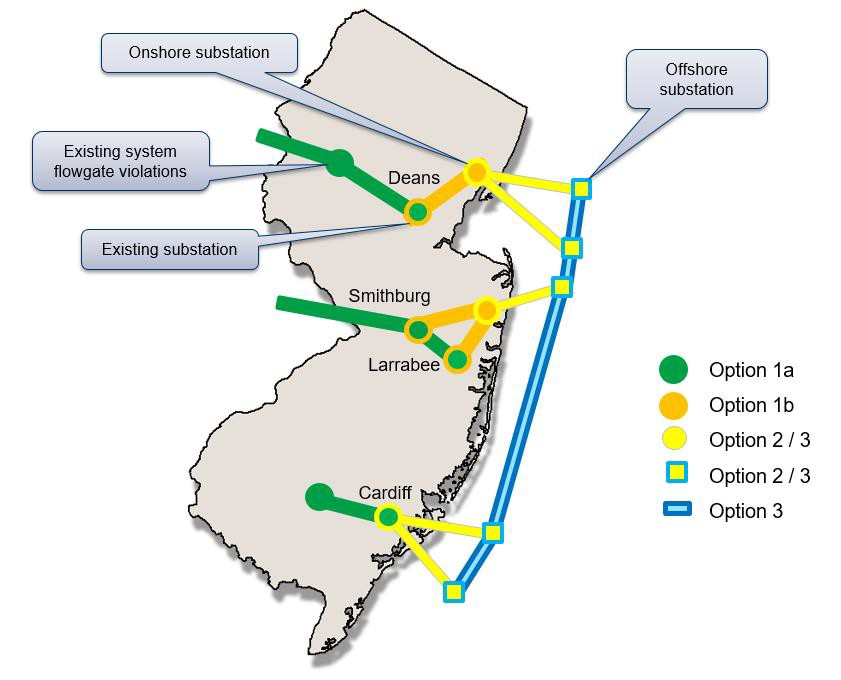 Onshore substation
Offshore
substation
Existing system
flowgate violations
Deans
Existing substation
Smithburg
Larrabee
Option 1a
Option 1b
Option 2 / 3
Option 2 / 3
Option 3
Cardiff